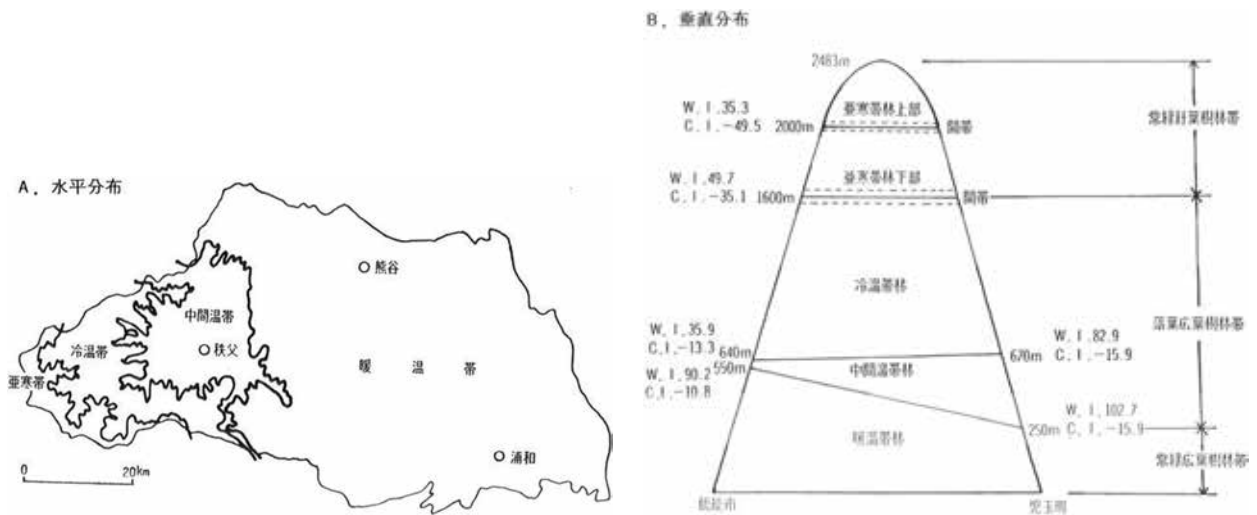 A, 水平分布
熊谷
中間温帯
秩父
冷温帯
亜寒帯
暖温帯
浦和
0 20km
B, 垂直分布
2483m
亜寒帯林上部
W.I.35.3
C.I.-49.5
2000m
間帯
常緑針葉樹林帯
亜寒帯林下部
W.I.49.7
C.I.-35.1
1600m
間帯
冷温帯林
落葉広葉樹林帯
W.I.35.9
C.I.-13.3
640m
W.I.82.9
C.I.-15.9
670m
550m
中間温帯林
W.I.90.2
C.I.-10.8
W.I.102.7
C.I.-15.9
250m
暖温帯林
常緑広葉樹林帯
児玉町